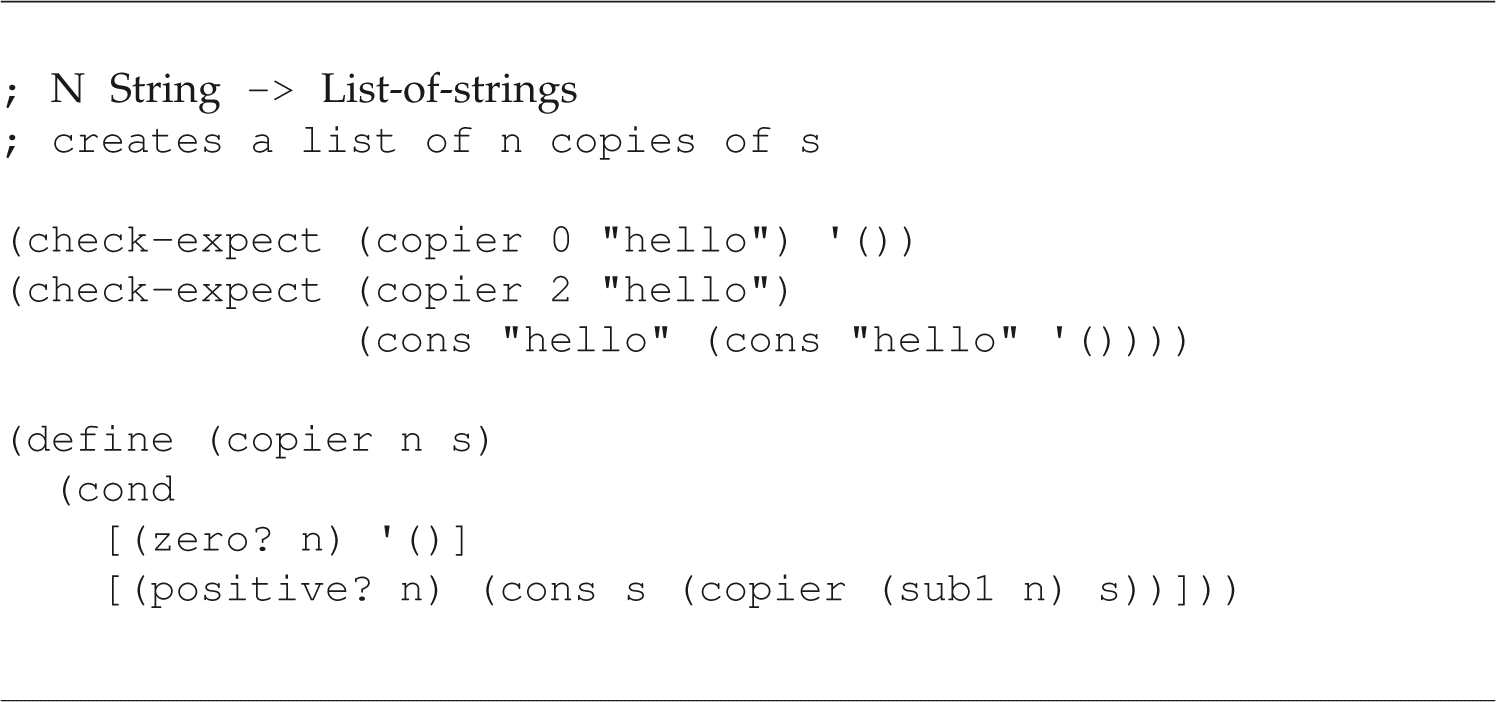 ; N String –> List-of-strings
; creates a list of n copies of s
(check-expect (copier 0 "hello") '())
(check-expect (copier 2 "hello")
(cons "hello" (cons "hello" '())))
(define (copier n s)
(cond
[(zero? n) '()]
[(positive? n) (cons s (copier (sub1 n) s))]))